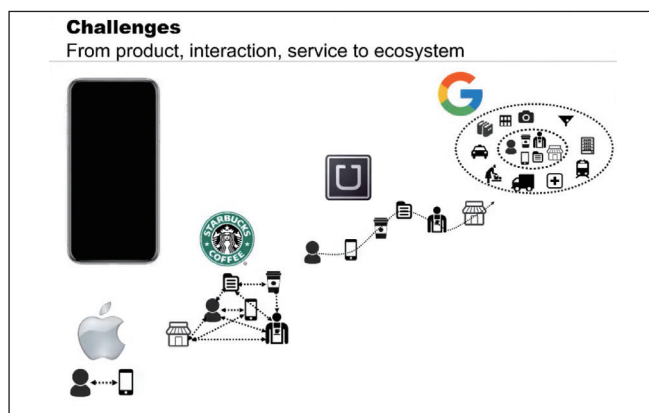 Challenges
From product, interaction, service to ecosystem
G
U
STARBUCKS
COFFEE